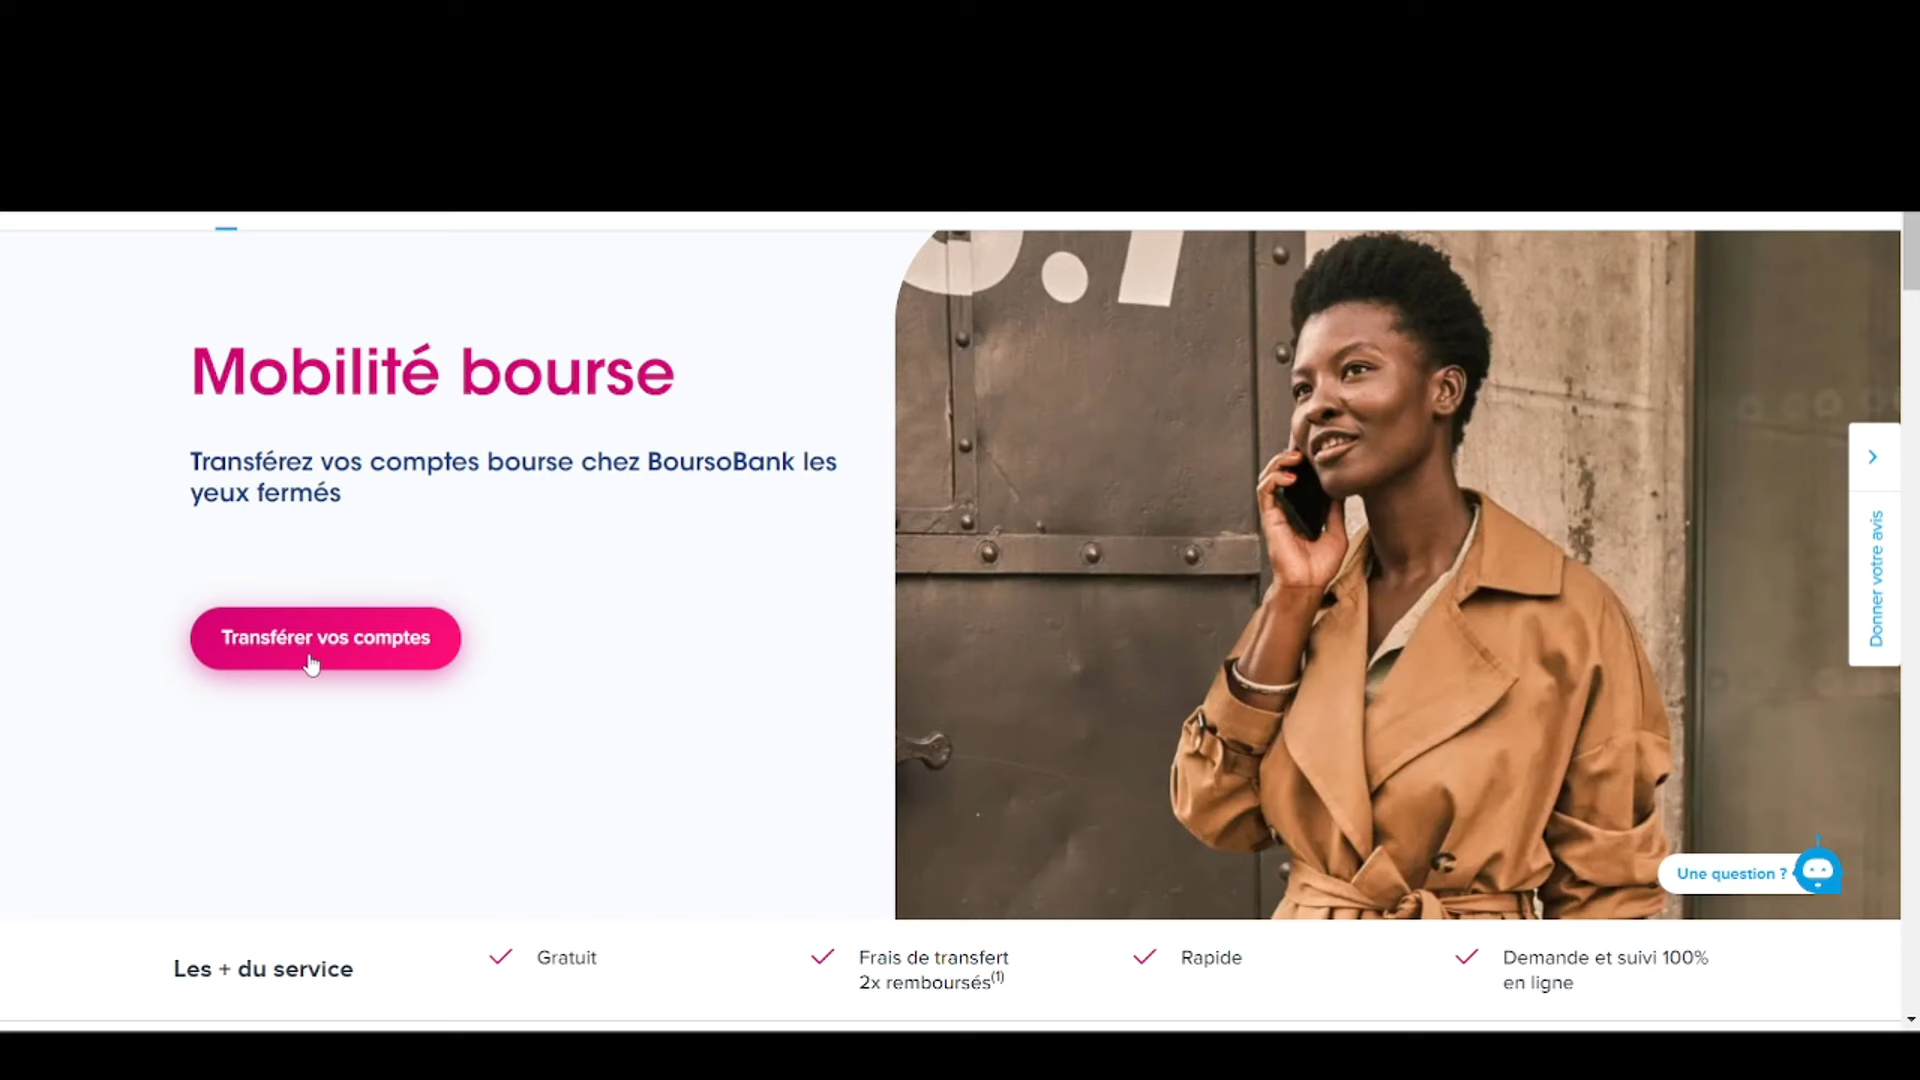 Mobilité bourse
Transférez vos comptes bourse chez BoursoBank les
yeux fermés
Transférer vos comptes
Donner votre avis
Une question ?
Les + du service
Gratuit
Frais de transfert
2x remboursés(1)
Rapide
Demande et suivi 100%
en ligne